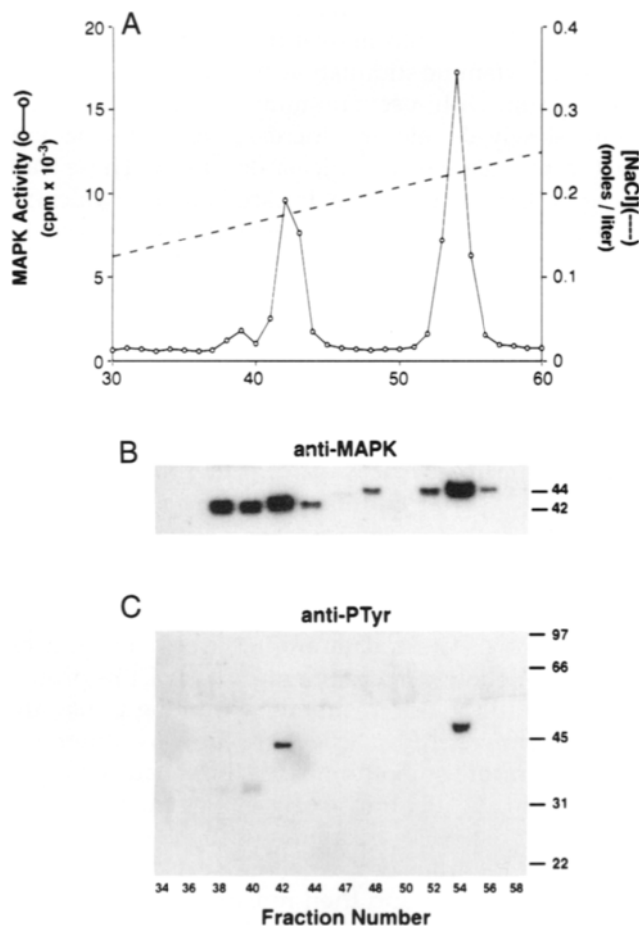 A
20
15
10
5
0
MAPK Activity (o—o)
(cpm x 10⁻³)
0.4
0.3
0.2
0.1
0
[NaCl](----)
(moles / liter)
30
40
50
60
B
anti-MAPK
44
42
C
anti-PTyr
97
66
45
31
22
34 36 38 40 42 44 47 48 50 52 54 56 58
Fraction Number